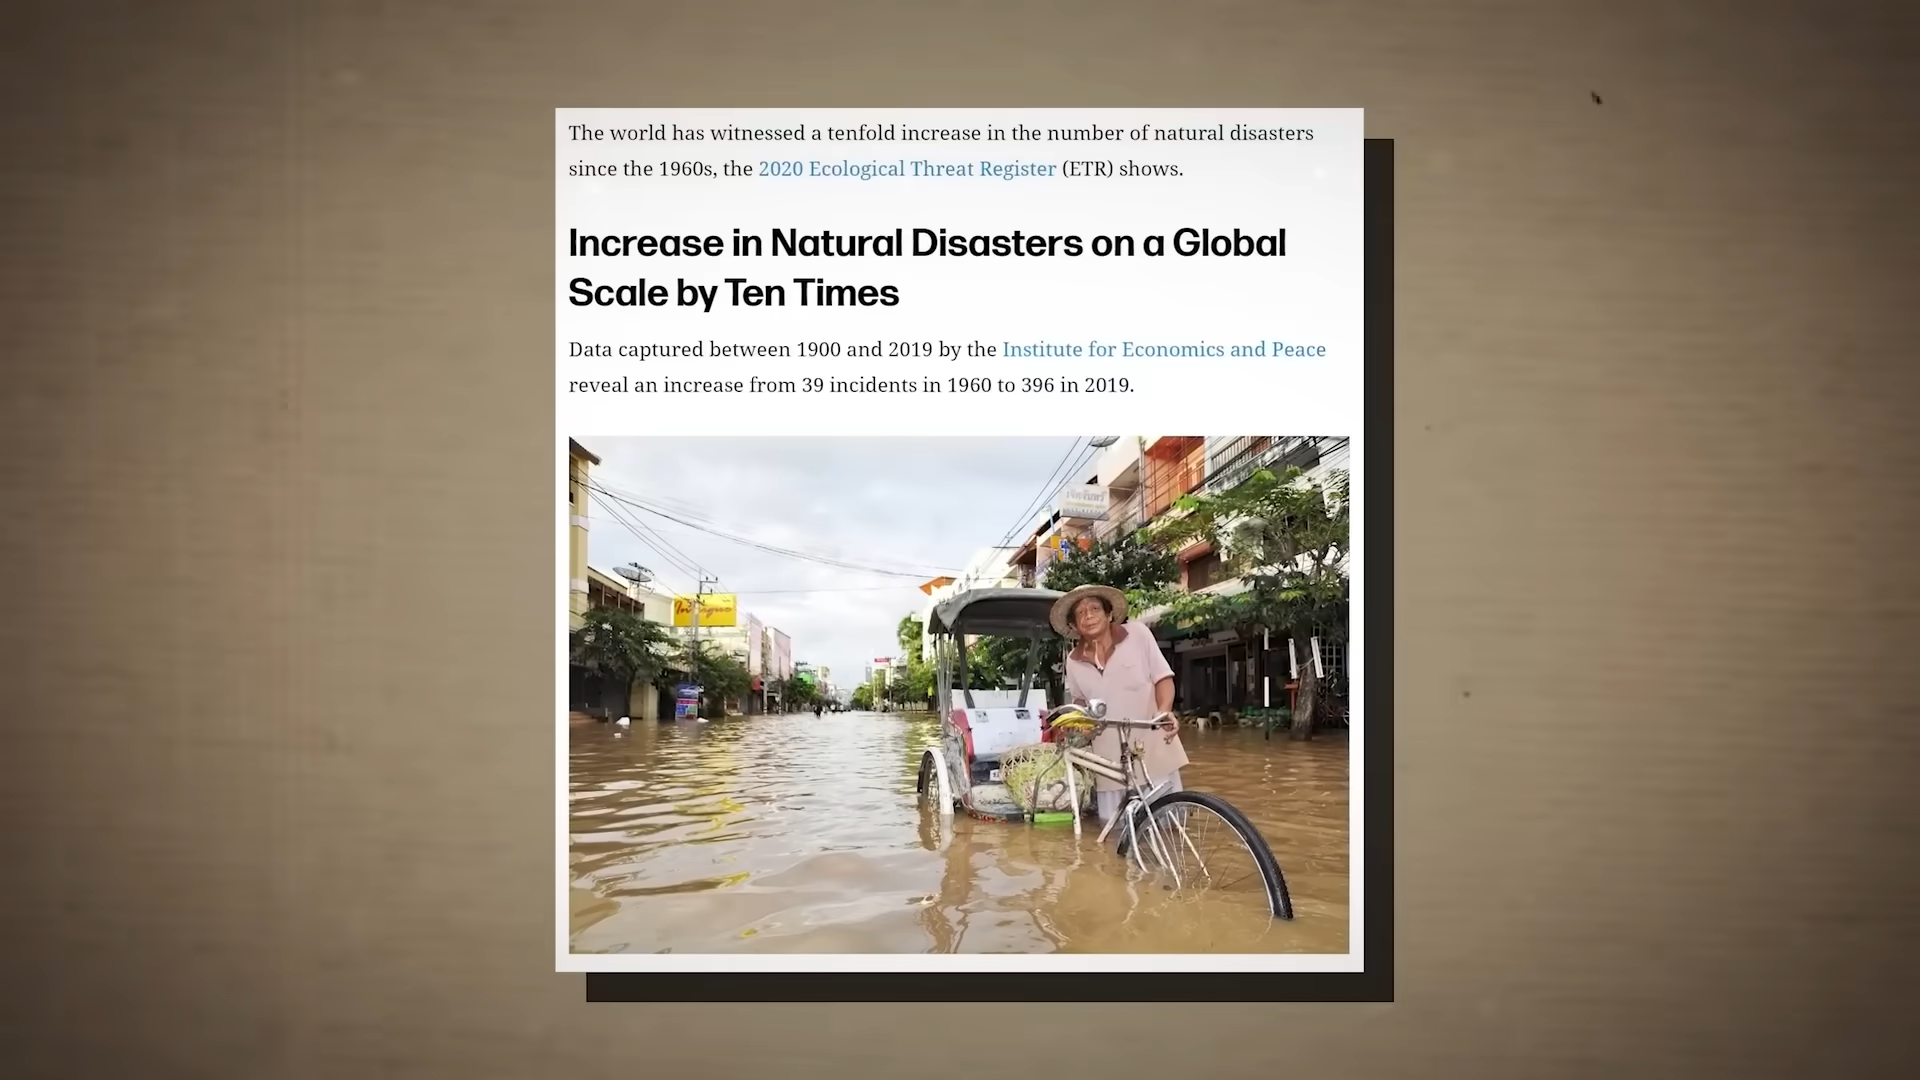 The world has witnessed a tenfold increase in the number of natural disasters
since the 1960s, the 2020 Ecological Threat Register (ETR) shows.
Increase in Natural Disasters on a Global
Scale by Ten Times
Data captured between 1900 and 2019 by the Institute for Economics and Peace
reveal an increase from 39 incidents in 1960 to 396 in 2019.